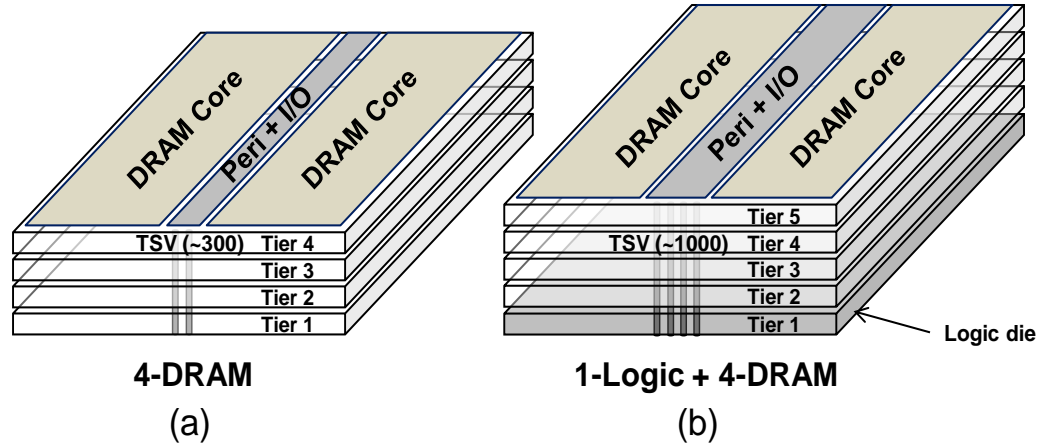 DRAM Core
Peri + I/O
DRAM Core
TSV (~300) Tier 4
Tier 3
Tier 2
Tier 1
4-DRAM
(a)
DRAM Core
Peri + I/O
DRAM Core
Tier 5
TSV (~1000) Tier 4
Tier 3
Tier 2
Tier 1
Logic die
1-Logic + 4-DRAM
(b)